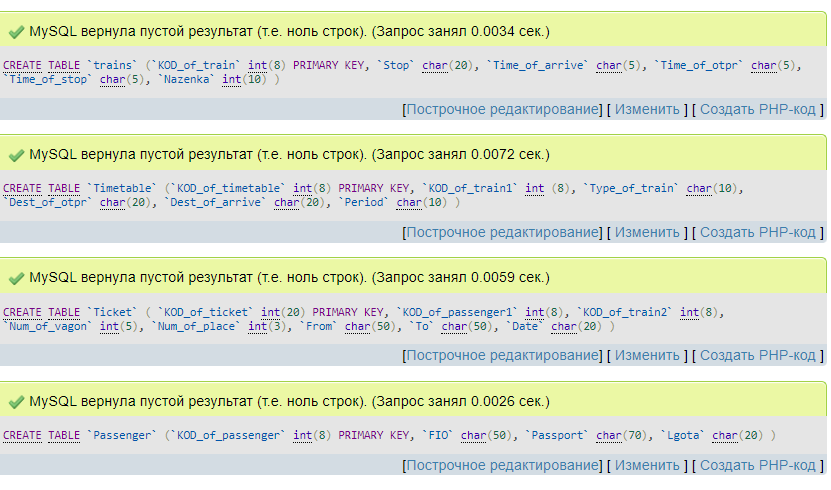 MySQL вернула пустой результат (т.е. ноль строк). (Запрос занял 0.0034 сек.)
CREATE TABLE `trains` (`KOD_of_train` int(8) PRIMARY KEY, `Stop` char(20), `Time_of_arrive` char(5), `Time_of_otpr` char(5),
`Time_of_stop` char(5), `Nazenka` int(10) )
[Построчное редактирование] [ Изменить ] [ Создать PHP-код ]
MySQL вернула пустой результат (т.е. ноль строк). (Запрос занял 0.0072 сек.)
CREATE TABLE `Timetable` (`KOD_of_timetable` int(8) PRIMARY KEY, `KOD_of_train1` int (8), `Type_of_train` char(10),
`Dest_of_otpr` char(20), `Dest_of_arrive` char(20), `Period` char(10) )
[Построчное редактирование] [ Изменить ] [ Создать PHP-код ]
MySQL вернула пустой результат (т.е. ноль строк). (Запрос занял 0.0059 сек.)
CREATE TABLE `Ticket` ( `KOD_of_ticket` int(20) PRIMARY KEY, `KOD_of_passenger1` int(8), `KOD_of_train2` int(8),
`Num_of_vagon` int(5), `Num_of_place` int(3), `From` char(50), `To` char(50), `Date` char(20) )
[Построчное редактирование] [ Изменить ] [ Создать PHP-код ]
MySQL вернула пустой результат (т.е. ноль строк). (Запрос занял 0.0026 сек.)
CREATE TABLE `Passenger` (`KOD_of_passenger` int(8) PRIMARY KEY, `FIO` char(50), `Passport` char(70), `Lgota` char(20) )
[Построчное редактирование] [ Изменить ] [ Создать PHP-код ]